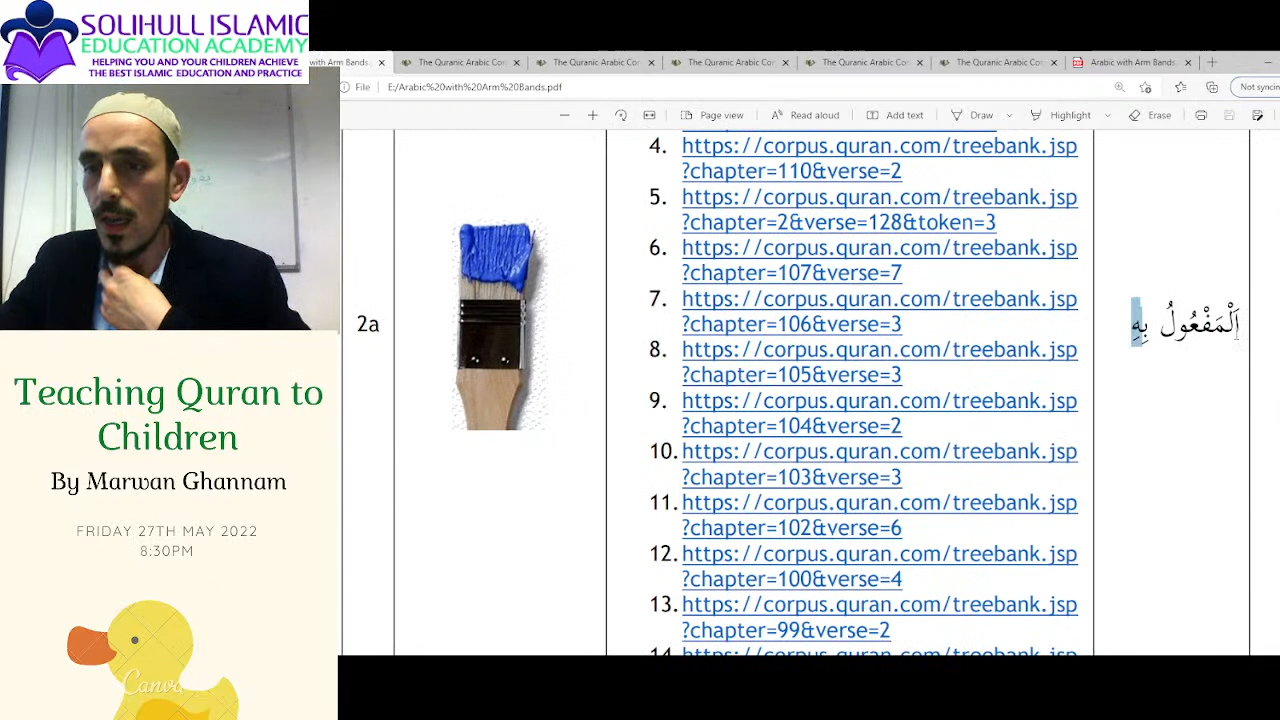 SOLIHULL ISLAMIC
EDUCATION ACADEMY
HELPING YOU AND YOUR CHILDREN ACHIEVE
THE BEST ISLAMIC EDUCATION AND PRACTICE
Teaching Quran to
Children
By Marwan Ghannam
FRIDAY 27TH MAY 2022
8:30PM
Canva
with Arm Bands.
The Quranic Arabic Cor
The Quranic Arabic Cor
The Quranic Arabic Cor
The Quranic Arabic Cor
The Quranic Arabic Cor
Arabic with Arm Bands.
File E:/Arabic%20with%20Arm%20Bands.pdf
Not syncin
Page view Read aloud Add text Draw Highlight Erase
4. https://corpus.quran.com/treebank.jsp
?chapter=110&verse=2
5. https://corpus.quran.com/treebank.jsp
?chapter=2&verse=128&token=3
6. https://corpus.quran.com/treebank.jsp
?chapter=107&verse=7
7. https://corpus.quran.com/treebank.jsp
?chapter=106&verse=3
8. https://corpus.quran.com/treebank.jsp
?chapter=105&verse=3
9. https://corpus.quran.com/treebank.jsp
?chapter=104&verse=2
10. https://corpus.quran.com/treebank.jsp
?chapter=103&verse=3
11. https://corpus.quran.com/treebank.jsp
?chapter=102&verse=6
12. https://corpus.quran.com/treebank.jsp
?chapter=100&verse=4
13. https://corpus.quran.com/treebank.jsp
?chapter=99&verse=2
2a
اَلْمَفْعُولُ بِهِ